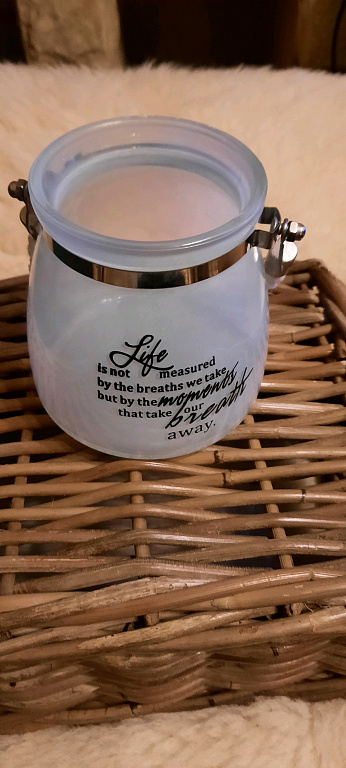 Life
is not measured
by the breaths we take
but by the moments
that take our breath
away.